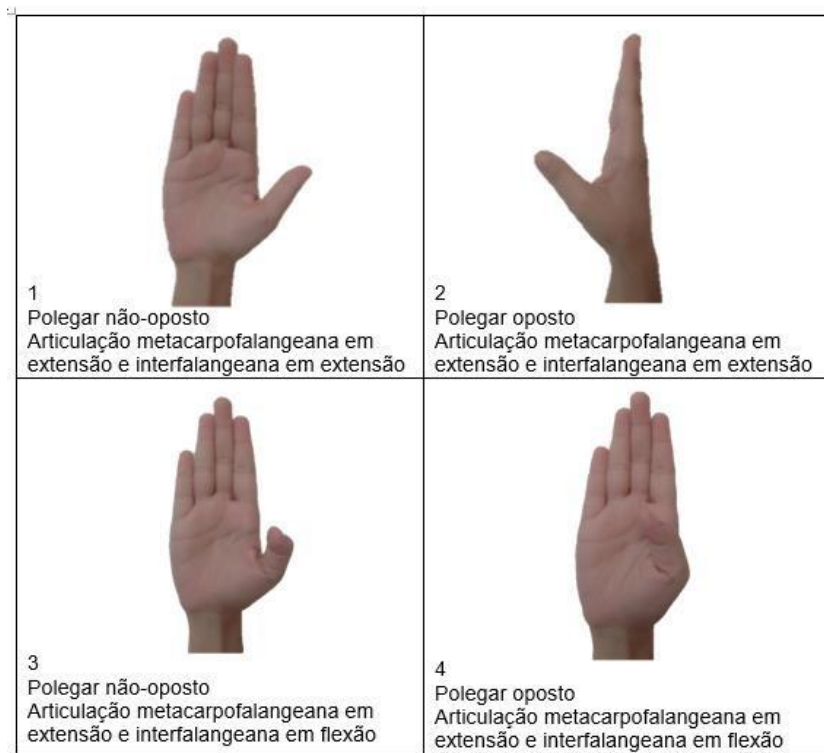 1
Polegar não-oposto
Articulação metacarpofalangeana em
extensão e interfalangeana em extensão
2
Polegar oposto
Articulação metacarpofalangeana em
extensão e interfalangeana em extensão
3
Polegar não-oposto
Articulação metacarpofalangeana em
extensão e interfalangeana em flexão
4
Polegar oposto
Articulação metacarpofalangeana em
extensão e interfalangeana em flexão